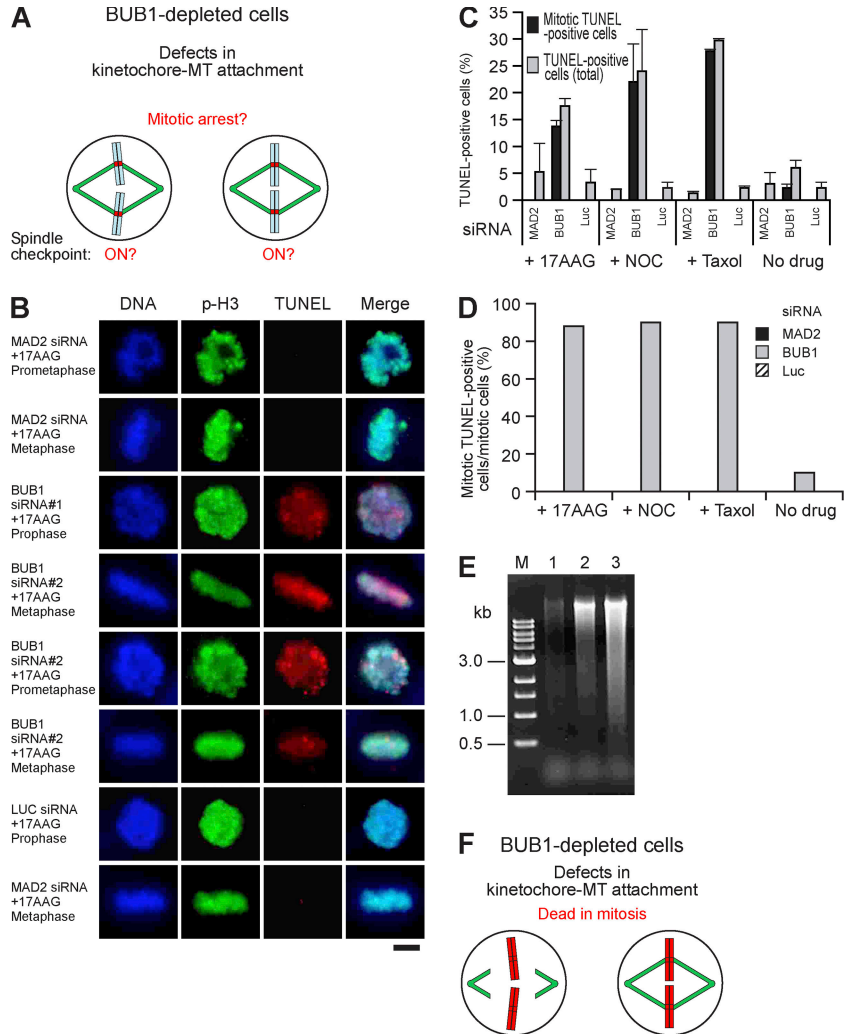 A
BUB1-depleted cells
Defects in
kinetochore-MT attachment
Mitotic arrest?
Spindle
checkpoint:
ON?
ON?
B
DNA
p-H3
TUNEL
Merge
MAD2 siRNA
+17AAG
Prometaphase
MAD2 siRNA
+17AAG
Metaphase
BUB1
siRNA#1
+17AAG
Prophase
BUB1
siRNA#2
+17AAG
Metaphase
BUB1
siRNA#2
+17AAG
Prometaphase
BUB1
siRNA#2
+17AAG
Metaphase
LUC siRNA
+17AAG
Prophase
MAD2 siRNA
+17AAG
Metaphase
C
TUNEL-positive cells (%)
35
30
25
20
15
10
5
0
Mitotic TUNEL
-positive cells
TUNEL-positive
cells (total)
siRNA
MAD2
BUB1
Luc
MAD2
BUB1
Luc
MAD2
BUB1
Luc
MAD2
BUB1
Luc
+ 17AAG
+ NOC
+ Taxol
No drug
D
Mitotic TUNEL-positive
cells/mitotic cells (%)
100
80
60
40
20
0
siRNA
MAD2
BUB1
Luc
+ 17AAG
+ NOC
+ Taxol
No drug
E
M 1 2 3
kb
3.0
1.0
0.5
F
BUB1-depleted cells
Defects in
kinetochore-MT attachment
Dead in mitosis